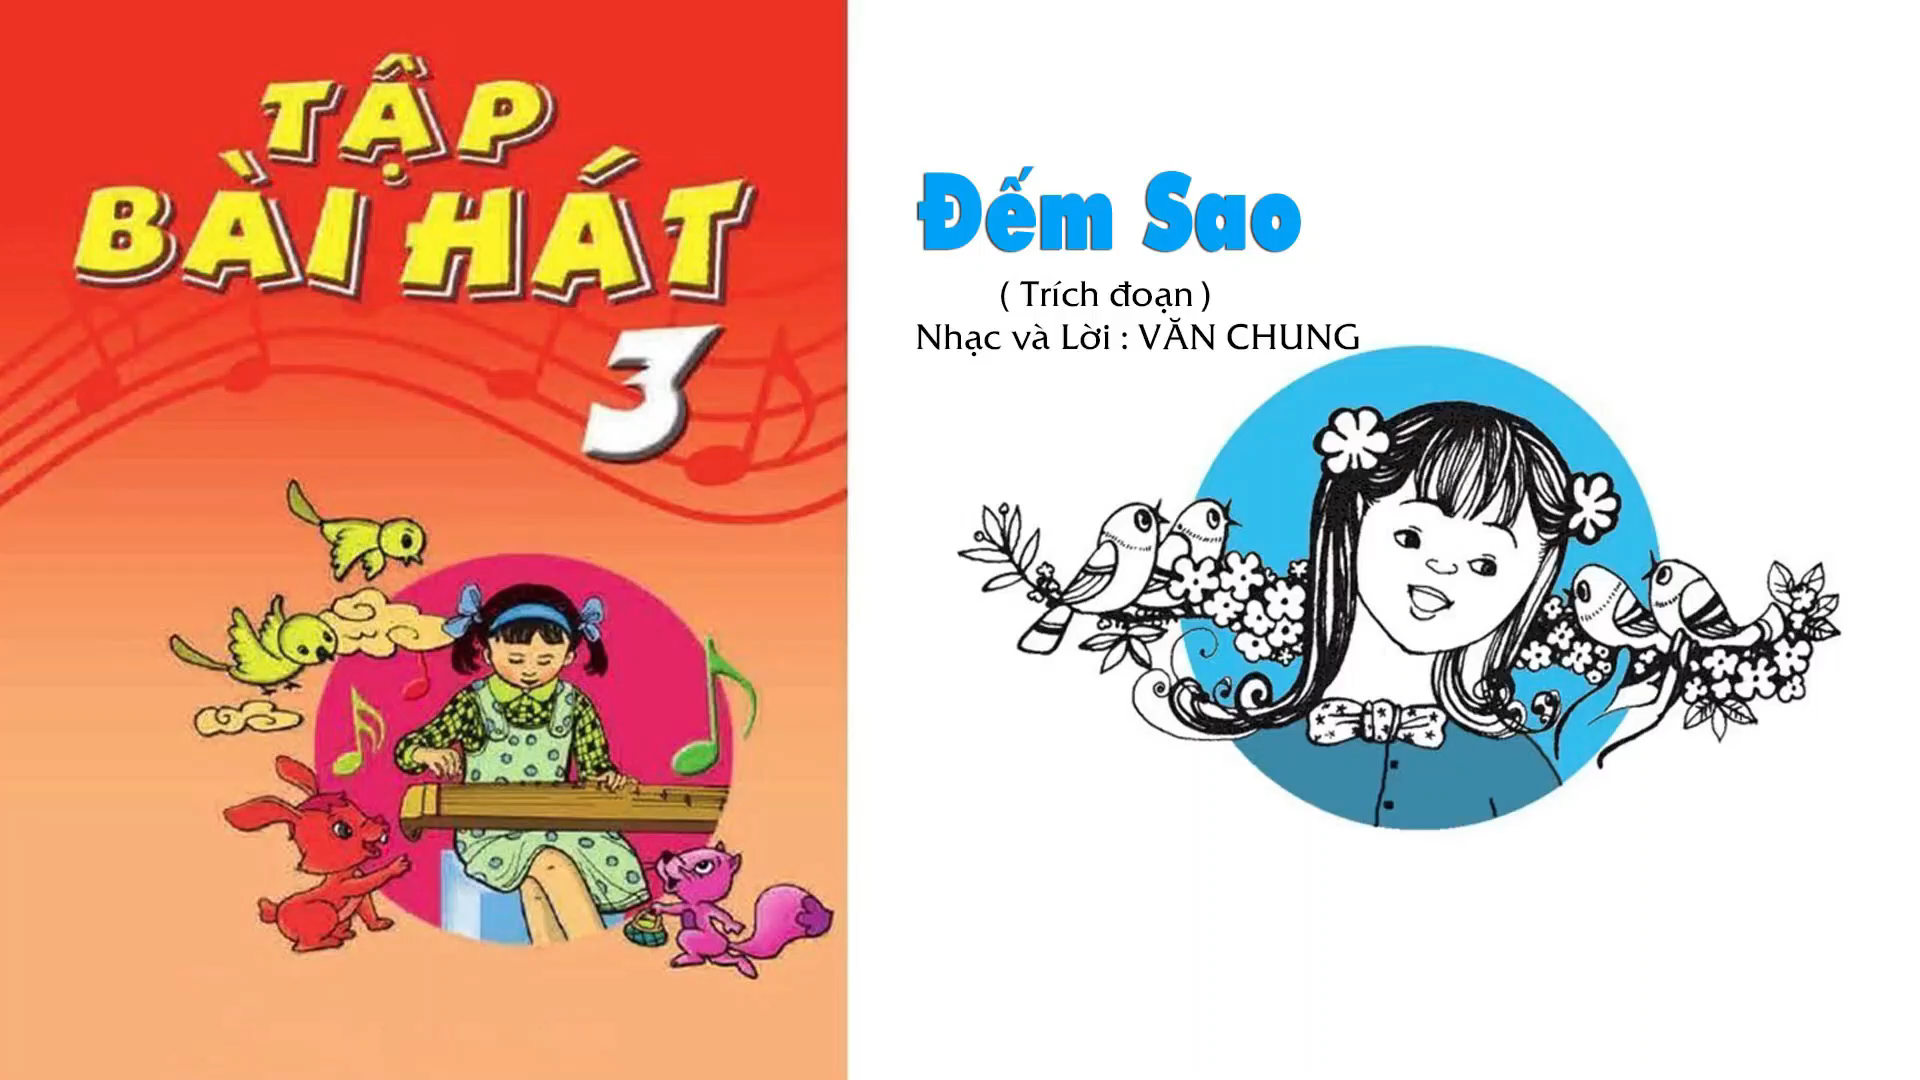 TẬP
BÀI HÁT
3
Đếm Sao
( Trích đoạn )
Nhạc và Lời : VĂN CHUNG